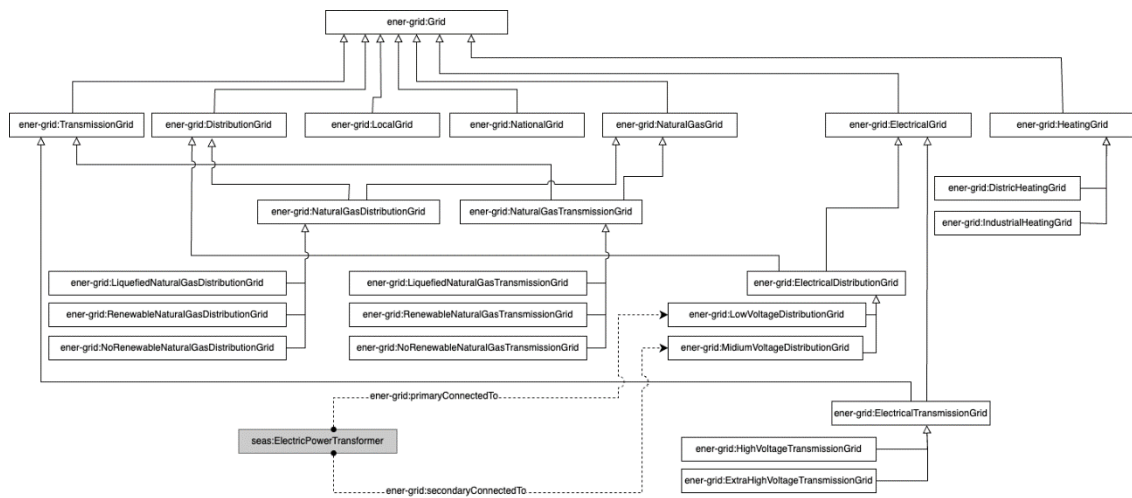 ener-grid:Grid
ener-grid:TransmissionGrid
ener-grid:DistributionGrid
ener-grid:LocalGrid
ener-grid:NationalGrid
ener-grid:NaturalGasGrid
ener-grid:ElectricalGrid
ener-grid:HeatingGrid
ener-grid:DistricHeatingGrid
ener-grid:NaturalGasDistributionGrid
ener-grid:NaturalGasTransmissionGrid
ener-grid:IndustrialHeatingGrid
ener-grid:LiquefiedNaturalGasDistributionGrid
ener-grid:LiquefiedNaturalGasTransmissionGrid
ener-grid:ElectricalDistributionGrid
ener-grid:RenewableNaturalGasDistributionGrid
ener-grid:RenewableNaturalGasTransmissionGrid
ener-grid:LowVoltageDistributionGrid
ener-grid:NoRenewableNaturalGasDistributionGrid
ener-grid:NoRenewableNaturalGasTransmissionGrid
ener-grid:MidiumVoltageDistributionGrid
ener-grid:primaryConnectedTo
ener-grid:ElectricalTransmissionGrid
seas:ElectricPowerTransformer
ener-grid:HighVoltageTransmissionGrid
ener-grid:ExtraHighVoltageTransmissionGrid
ener-grid:secondaryConnectedTo